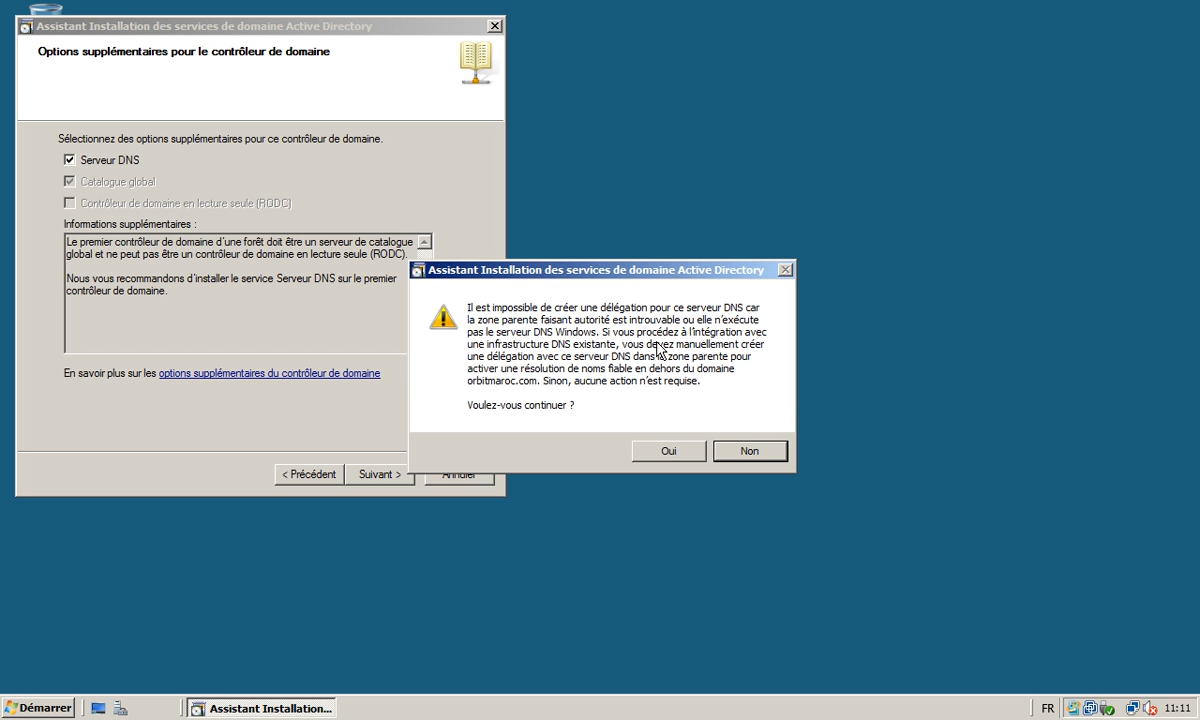 Assistant Installation des services de domaine Active Directory
Options supplémentaires pour le contrôleur de domaine
Sélectionnez des options supplémentaires pour ce contrôleur de domaine.
Serveur DNS
Catalogue global
Contrôleur de domaine en lecture seule (RODC)
Informations supplémentaires :
Le premier contrôleur de domaine d'une forêt doit être un serveur de catalogue
global et ne peut pas être un contrôleur de domaine en lecture seule (RODC).
Nous vous recommandons d'installer le service Serveur DNS sur le premier
contrôleur de domaine.
En savoir plus sur les options supplémentaires du contrôleur de domaine
< Précédent
Suivant >
Annuler
Assistant Installation des services de domaine Active Directory
Il est impossible de créer une délégation pour ce serveur DNS car
la zone parente faisant autorité est introuvable ou elle n'exécute
pas le serveur DNS Windows. Si vous procédez à l'intégration avec
une infrastructure DNS existante, vous devez manuellement créer
une délégation avec ce serveur DNS dans la zone parente pour
activer une résolution de noms fiable en dehors du domaine
orbitmaroc.com. Sinon, aucune action n'est requise.
Voulez-vous continuer ?
Oui
Non
Démarrer
Assistant Installation...
FR
11:11